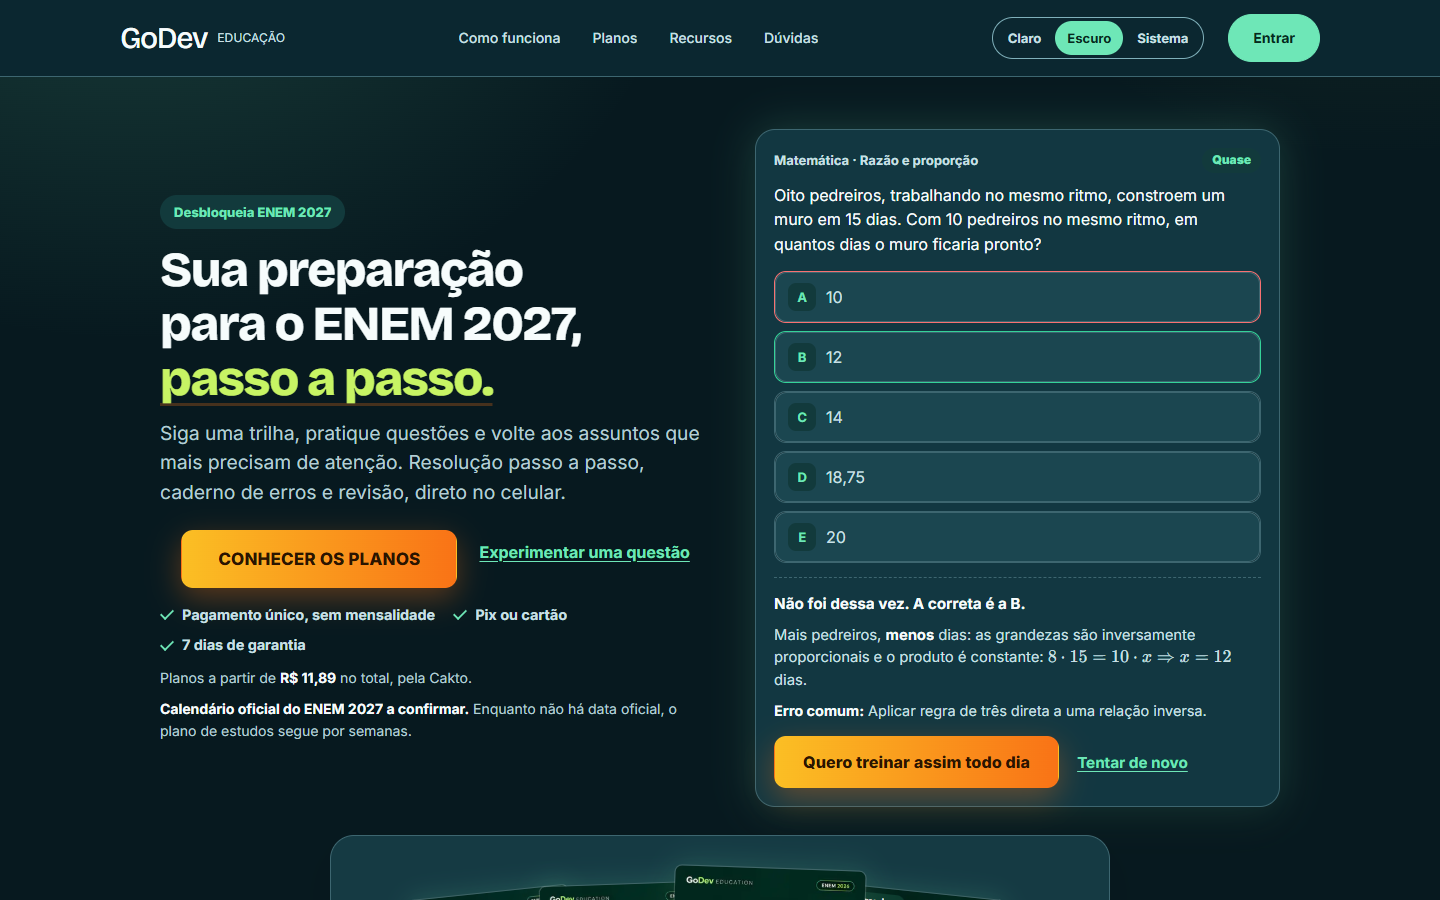 GoDev EDUCAÇÃO
Como funciona
Planos
Recursos
Dúvidas
Claro
Escuro
Sistema
Entrar
Desbloqueia ENEM 2027
Sua preparação
para o ENEM 2027,
passo a passo.
Siga uma trilha, pratique questões e volte aos assuntos que
mais precisam de atenção. Resolução passo a passo,
caderno de erros e revisão, direto no celular.
CONHECER OS PLANOS
Experimentar uma questão
Pagamento único, sem mensalidade
Pix ou cartão
7 dias de garantia
Planos a partir de R$ 11,89 no total, pela Cakto.
Calendário oficial do ENEM 2027 a confirmar. Enquanto não há data oficial, o
plano de estudos segue por semanas.
Matemática · Razão e proporção
Quase
Oito pedreiros, trabalhando no mesmo ritmo, constroem um
muro em 15 dias. Com 10 pedreiros no mesmo ritmo, em
quantos dias o muro ficaria pronto?
A 10
B 12
C 14
D 18,75
E 20
Não foi dessa vez. A correta é a B.
Mais pedreiros, menos dias: as grandezas são inversamente
proporcionais e o produto é constante: 8 · 15 = 10 · x ⇒ x = 12
dias.
Erro comum: Aplicar regra de três direta a uma relação inversa.
Quero treinar assim todo dia
Tentar de novo
GoDev EDUCATION
ENEM 2026
GoDev EDUCATION